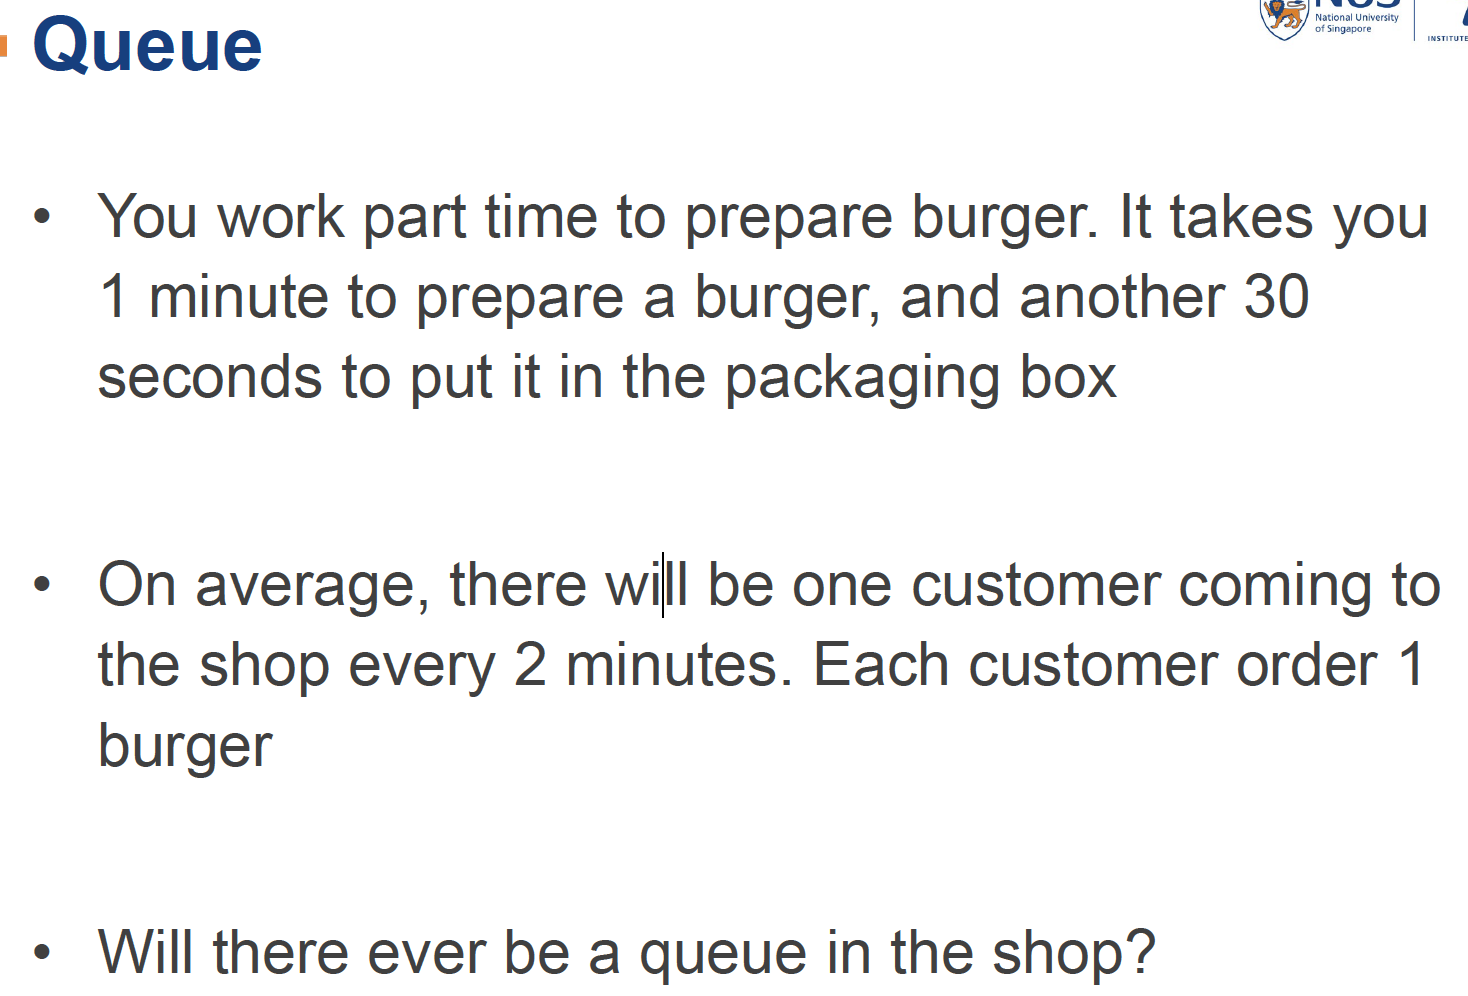 Queue
National University
of Singapore
INSTITUTE
• You work part time to prepare burger. It takes you
1 minute to prepare a burger, and another 30
seconds to put it in the packaging box
• On average, there will be one customer coming to
the shop every 2 minutes. Each customer order 1
burger
• Will there ever be a queue in the shop?